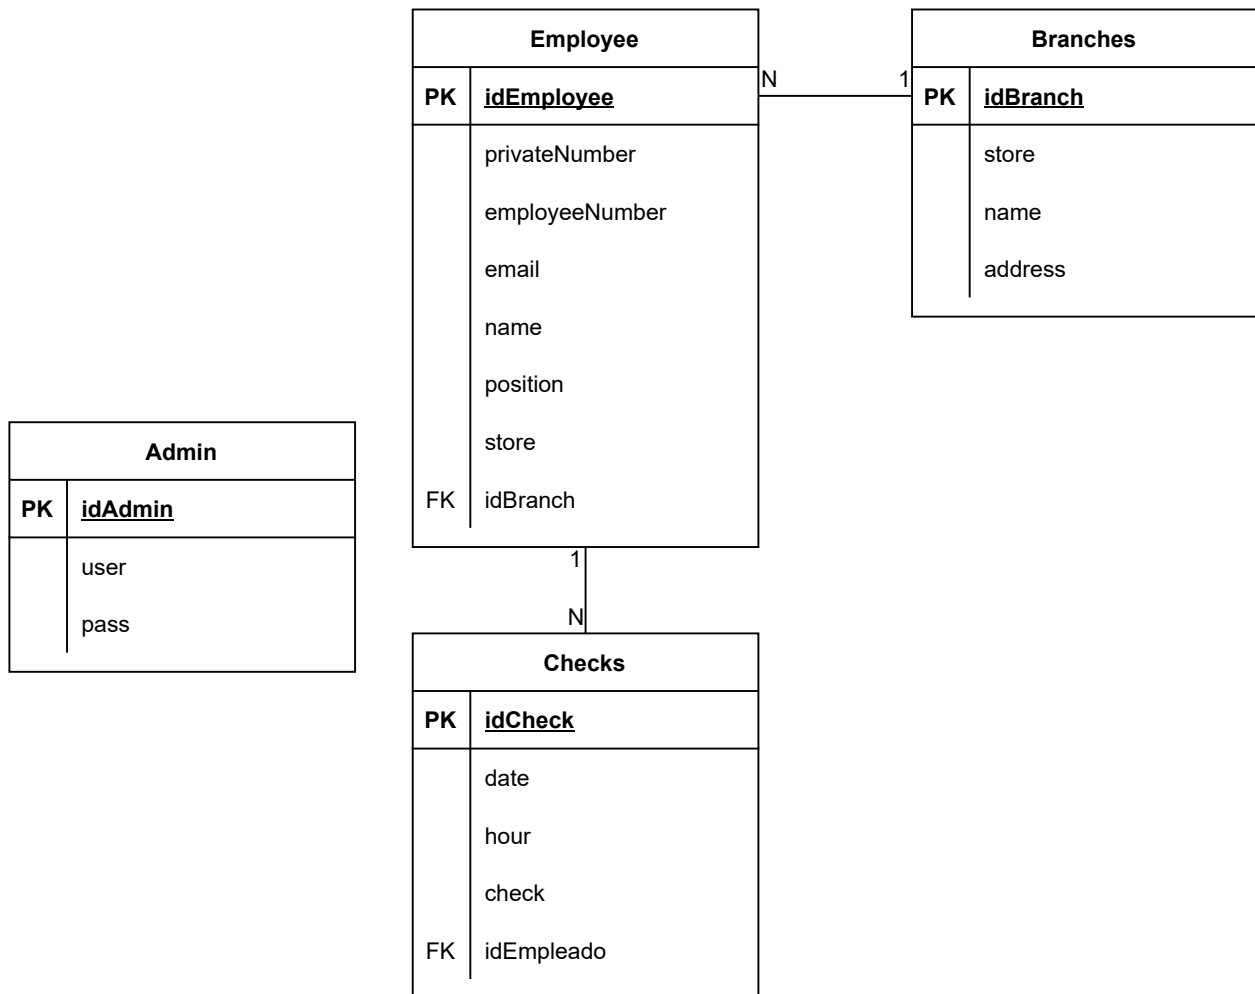 Employee
PK idEmployee
privateNumber
employeeNumber
email
name
position
store
FK idBranch
N 1
Branches
PK idBranch
store
name
address
Admin
PK idAdmin
user
pass
1
N
Checks
PK idCheck
date
hour
check
FK idEmpleado